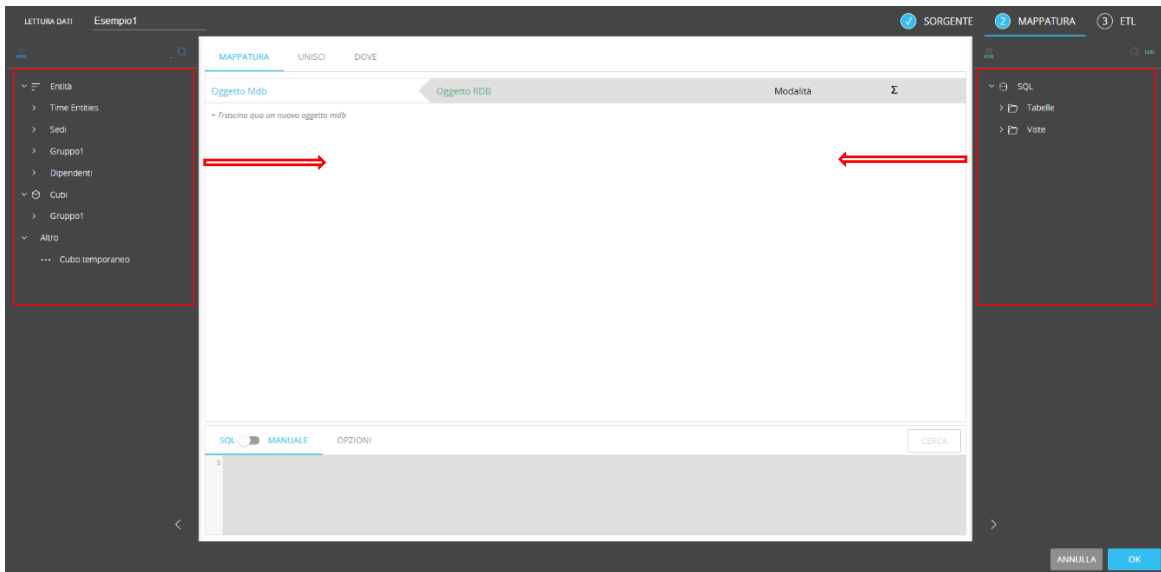 LETTURA DATI Esempio1 SORGENTE 2 MAPPATURA 3 ETL
MAPPATURA UNISCI DOVE
LOG
Entità
Time Entities
Sedi
Gruppo1
Dipendenti
Cubi
Gruppo1
Altro
Cubo temporaneo
Oggetto Mdb Oggetto RDB Modalità Σ
+ Trascina qua un nuovo oggetto mdb
SQL
Tabelle
Viste
SQL MANUALE OPZIONI CERCA
1
ANNULLA OK